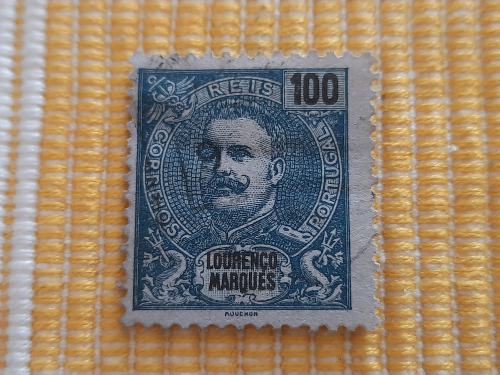 REIS 100
CORREIOS
PORTUGAL
LOURENÇO
MARQUES
MOUCHON